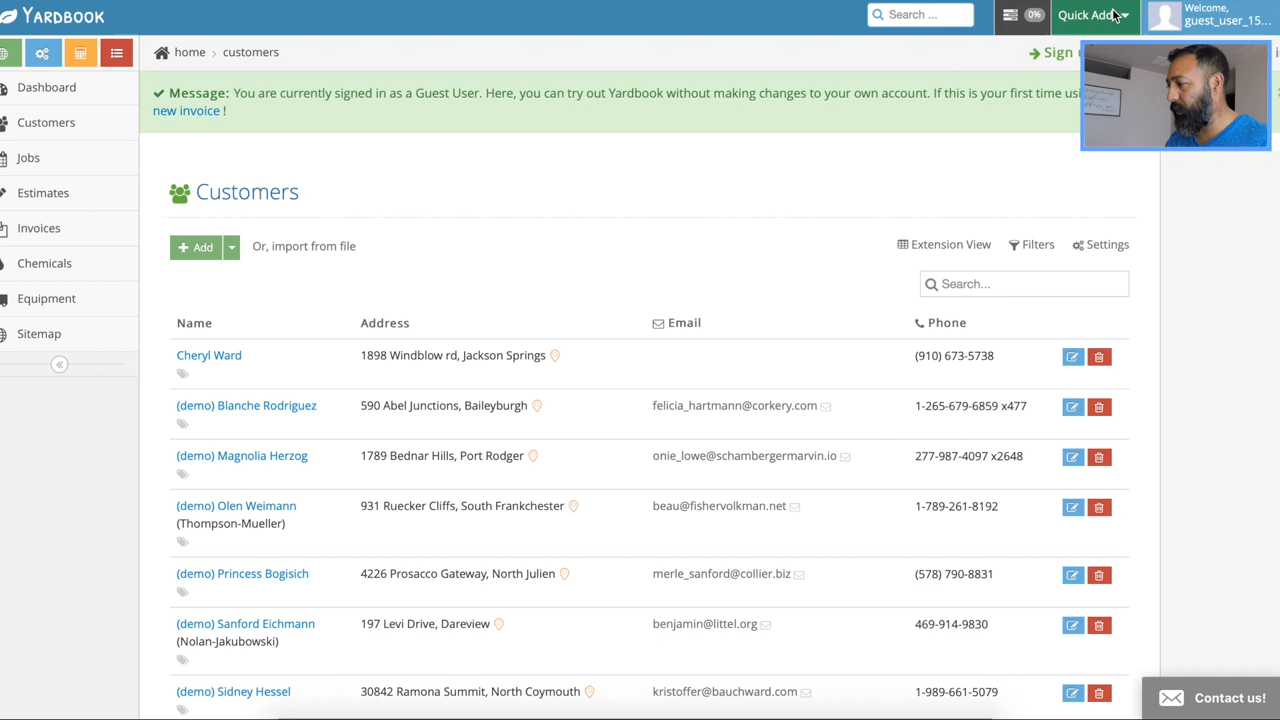 YARDBOOK
Search ...
0%
Quick Add
Welcome,
guest_user_15...
home > customers
Sign
Message: You are currently signed in as a Guest User. Here, you can try out Yardbook without making changes to your own account. If this is your first time
new invoice !
Dashboard
Customers
Jobs
Estimates
Invoices
Chemicals
Equipment
Sitemap
Customers
+ Add
Or, import from file
Extension View
Filters
Settings
Search...
Name Address Email Phone
Cheryl Ward 1898 Windblow rd, Jackson Springs (910) 673-5738
(demo) Blanche Rodriguez 590 Abel Junctions, Baileyburgh felicia_hartmann@corkery.com 1-265-679-6859 x477
(demo) Magnolia Herzog 1789 Bednar Hills, Port Rodger onie_lowe@schambergermarvin.io 277-987-4097 x2648
(demo) Olen Weimann 931 Ruecker Cliffs, South Frankchester beau@fishervolkman.net 1-789-261-8192
(Thompson-Mueller)
(demo) Princess Bogisich 4226 Prosacco Gateway, North Julien merle_sanford@collier.biz (578) 790-8831
(demo) Sanford Eichmann 197 Levi Drive, Dareview benjamin@littel.org 469-914-9830
(Nolan-Jakubowski)
(demo) Sidney Hessel 30842 Ramona Summit, North Coymouth kristoffer@bauchward.com 1-989-661-5079
Contact us!